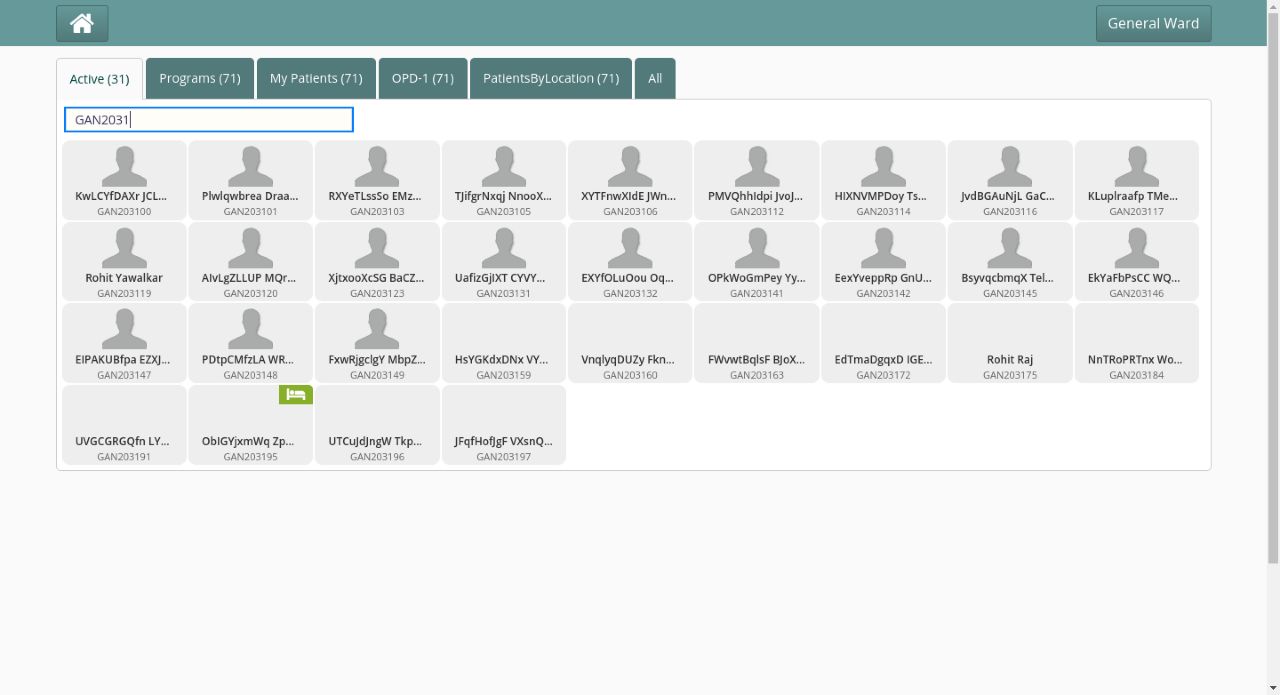 General Ward
Active (31)
Programs (71)
My Patients (71)
OPD-1 (71)
PatientsByLocation (71)
All
GAN2031
KwLCYfDAXr JCL...
GAN203100
Plwlqwbrea Draa...
GAN203101
RXYeTLssSo EMz...
GAN203103
TJifgrNxqj NnooX...
GAN203105
XYTFnwXIdE JWn...
GAN203106
PMVQhhIdpi JvoJ...
GAN203112
HIXNVMPDoy Ts...
GAN203114
JvdBGAuNjL GaC...
GAN203116
KLuplraafp TMe...
GAN203117
Rohit Yawalkar
GAN203119
AIvLgZLLUP MQr...
GAN203120
XjtxooXcSG BaCZ...
GAN203123
UafizGjIXT CYVY...
GAN203131
EXYfOLuOou Oq...
GAN203132
OPkWoGmPey Yy...
GAN203141
EexYveppRp GnU...
GAN203142
BsyvqcbmqX Tel...
GAN203145
EkYaFbPsCC WQ...
GAN203146
EIPAKUBfpa EZXJ...
GAN203147
PDtpCMfzLA WR...
GAN203148
FxwRjgclgY MbpZ...
GAN203149
HsYGKdxDNx VY...
GAN203159
VnqlyqDUZy Fkn...
GAN203160
FWvwtBqlsF BJoX...
GAN203163
EdTmaDgqxD IGE...
GAN203172
Rohit Raj
GAN203175
NnTRoPRTnx Wo...
GAN203184
UVGCGRGQfn LY...
GAN203191
ObIGYjxmWq Zp...
GAN203195
UTCuJdJngW Tkp...
GAN203196
JFqfHofJgF VXsnQ...
GAN203197